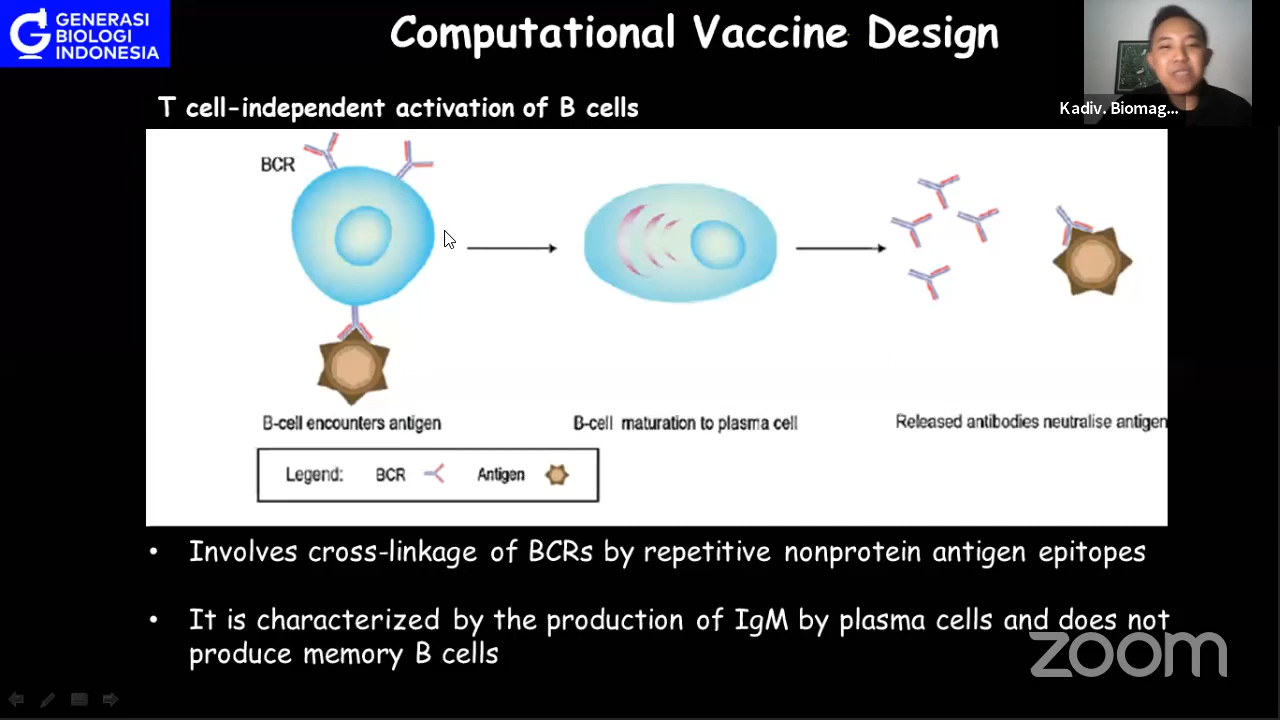 GENERASI
BIOLOGI
INDONESIA
Computational Vaccine Design
Kadiv. Biomag...
T cell-independent activation of B cells
BCR
B-cell encounters antigen
B-cell maturation to plasma cell
Released antibodies neutralise antigen
Legend: BCR Antigen
• Involves cross-linkage of BCRs by repetitive nonprotein antigen epitopes
• It is characterized by the production of IgM by plasma cells and does not
produce memory B cells
zoom